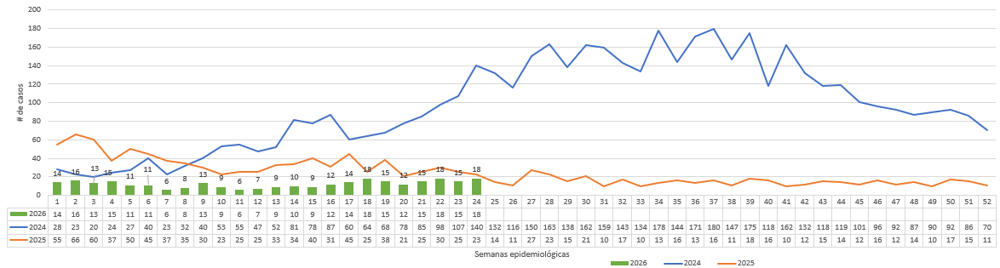 200
180
160
140
120
100
80
60
40
20
0
# de casos
14 16 13 15 11 11 6 8 13 9 6 7 9 10 9 12 14 18 15 12 15 18 15 18
1 2 3 4 5 6 7 8 9 10 11 12 13 14 15 16 17 18 19 20 21 22 23 24 25 26 27 28 29 30 31 32 33 34 35 36 37 38 39 40 41 42 43 44 45 46 47 48 49 50 51 52
2026 14 16 13 15 11 11 6 8 13 9 6 7 9 10 9 12 14 18 15 12 15 18 15 18
2024 28 23 20 24 27 40 23 32 40 53 55 47 52 81 78 87 60 64 68 78 85 98 107 140 132 116 150 163 138 162 159 143 134 178 144 171 180 147 175 118 162 132 118 119 101 96 92 87 90 92 86 70
2025 55 66 60 37 50 45 37 35 30 23 25 25 33 34 40 31 45 25 38 21 25 30 25 23 14 11 27 23 15 21 10 17 10 13 16 13 16 11 18 16 10 12 15 14 12 16 12 14 10 17 15 11
Semanas epidemiológicas
2026 2024 2025